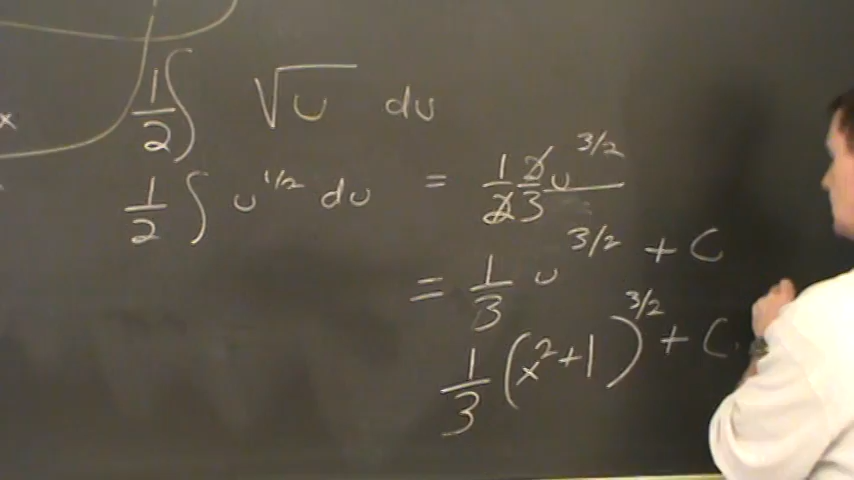 x
1/2 ∫ √u du
1/2 ∫ u^1/2 du = 1/2 2/3 u^3/2
= 1/3 u^3/2 + C
1/3 (x^2+1)^3/2 + C.